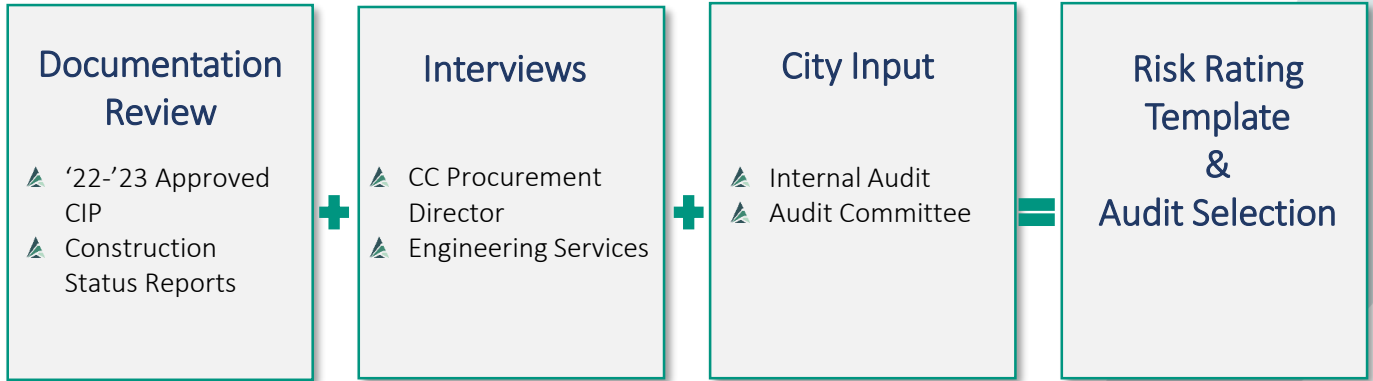 Documentation
Review
‘22-’23 Approved
CIP
Construction
Status Reports
Interviews
CC Procurement
Director
Engineering Services
City Input
Internal Audit
Audit Committee
Risk Rating
Template
&
Audit Selection